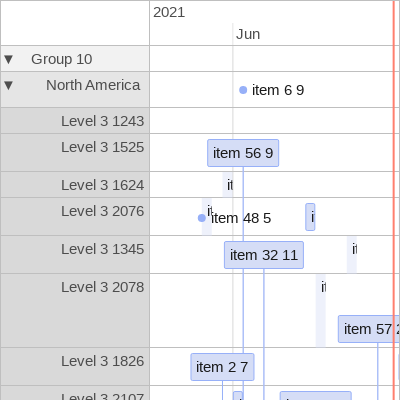 2021
Jun
▼ Group 10
▼ North America
item 6 9
Level 3 1243
Level 3 1525
item 56 9
Level 3 1624
it
Level 3 2076
it
item 48 5
i
Level 3 1345
item 32 11
it
Level 3 2078
it
item 57 2
Level 3 1826
item 2 7
Level 3 2107